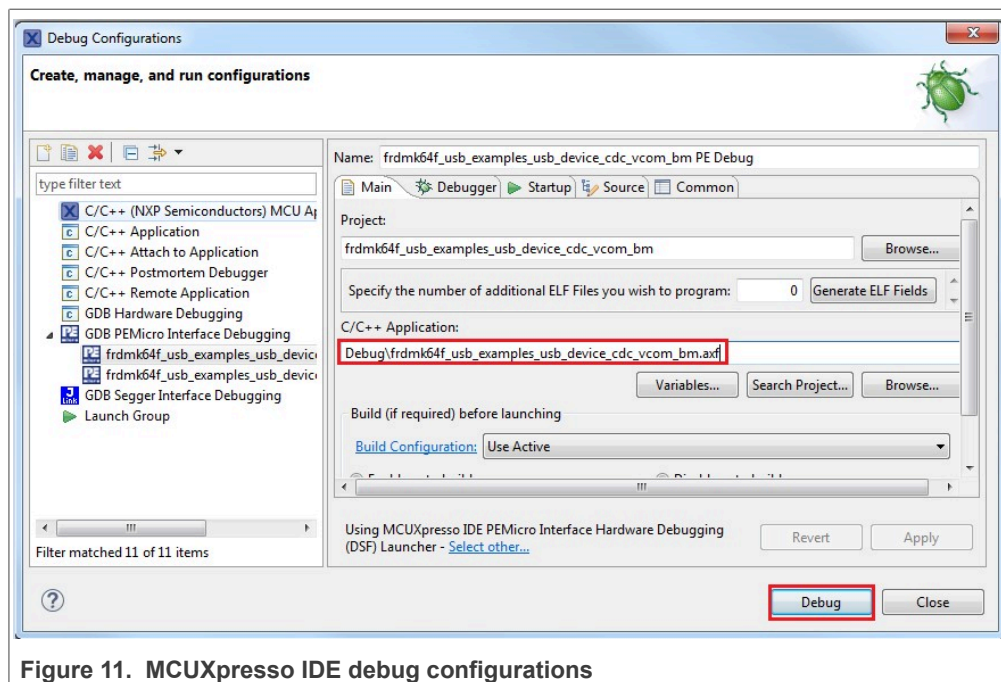 Debug Configurations
Create, manage, and run configurations
type filter text
C/C++ (NXP Semiconductors) MCU
C/C++ Application
C/C++ Attach to Application
C/C++ Postmortem Debugger
C/C++ Remote Application
GDB Hardware Debugging
GDB PEMicro Interface Debugging
frdmk64f_usb_examples_usb_devic
frdmk64f_usb_examples_usb_device
GDB Segger Interface Debugging
Launch Group
Filter matched 11 of 11 items
Name: frdmk64f_usb_examples_usb_device_cdc_vcom_bm PE Debug
Main Debugger Startup Source Common
Project:
frdmk64f_usb_examples_usb_device_cdc_vcom_bm Browse...
Specify the number of additional ELF Files you wish to program: 0 Generate ELF Fields
C/C++ Application:
Debug\frdmk64f_usb_examples_usb_device_cdc_vcom_bm.axf
Variables... Search Project... Browse...
Build (if required) before launching
Build Configuration: Use Active
Using MCUXpresso IDE PEMicro Interface Hardware Debugging
(DSF) Launcher - Select other...
Revert Apply
Debug Close
Figure 11. MCUXpresso IDE debug configurations